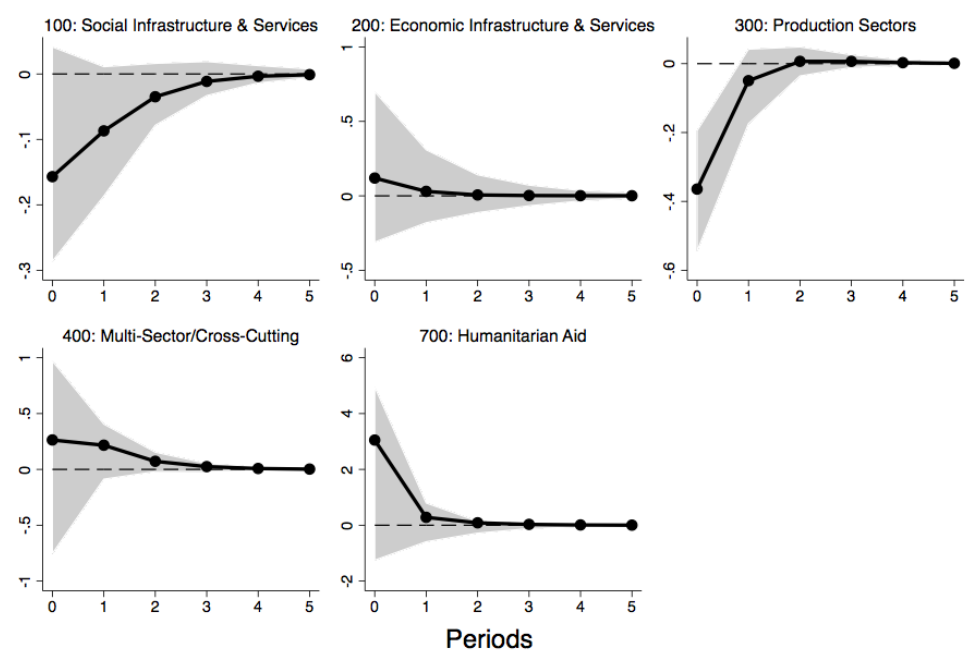 100: Social Infrastructure & Services
0
-.1
-.2
-.3
0 1 2 3 4 5
200: Economic Infrastructure & Services
1
.5
0
-.5
0 1 2 3 4 5
300: Production Sectors
0
-.2
-.4
-.6
0 1 2 3 4 5
400: Multi-Sector/Cross-Cutting
1
.5
0
-.5
-1
0 1 2 3 4 5
700: Humanitarian Aid
6
4
2
0
-2
0 1 2 3 4 5
Periods